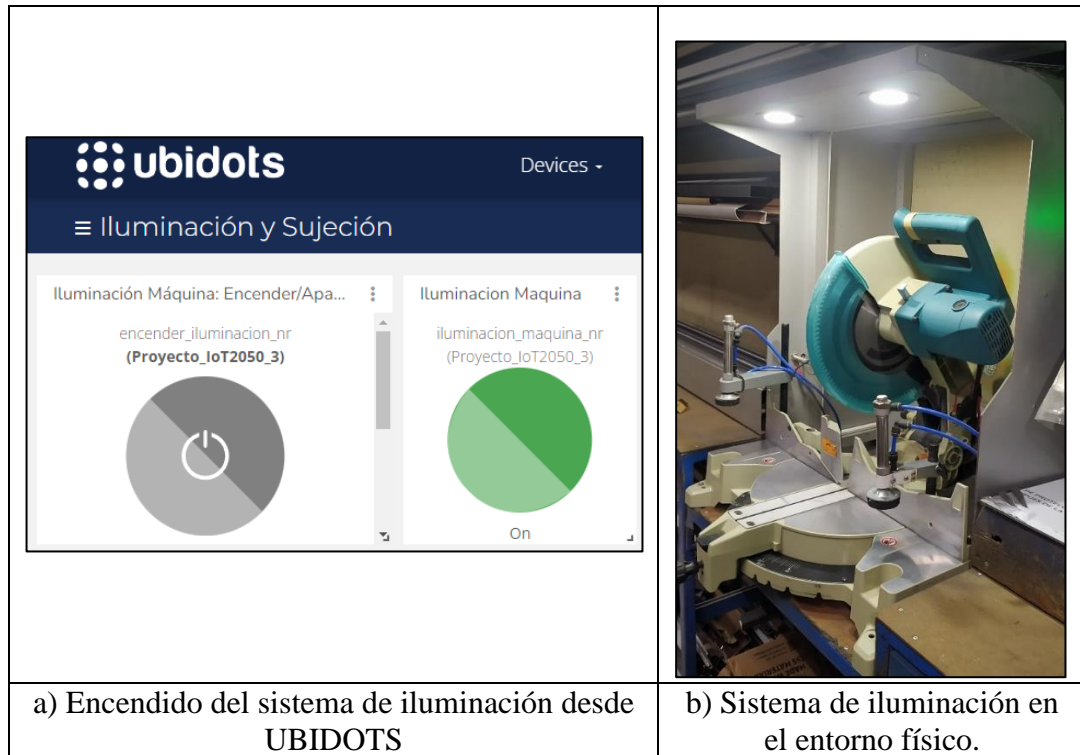 ubidots
Devices
≡ Iluminación y Sujeción
Iluminación Máquina: Encender/Apa...
Iluminacion Maquina
encender_iluminacion_nr
(Proyecto_IoT2050_3)
iluminacion_maquina_nr
(Proyecto_IoT2050_3)
On
a) Encendido del sistema de iluminación desde
UBIDOTS
b) Sistema de iluminación en
el entorno físico.